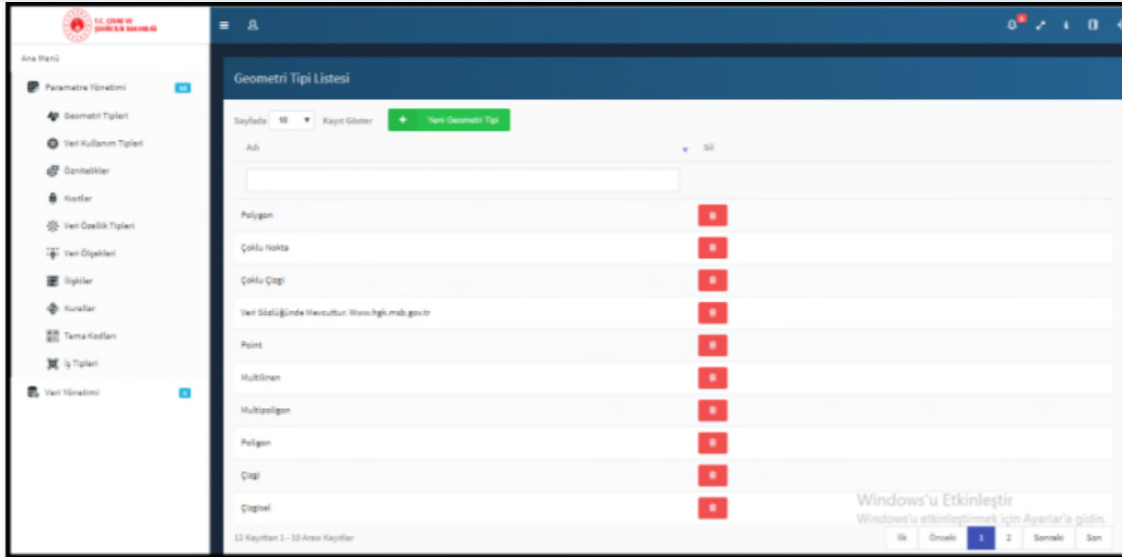 T.C. ÇEVRE VE
ŞEHİRCİLİK BAKANLIĞI
Ana Menü
Parametre Yönetimi
Geometri Tipleri
Veri Kullanım Tipleri
Öznitelikler
Kısıtlar
Veri Özellik Tipleri
Veri Ölçekleri
İlişkiler
Kurallar
Tema Kodları
İş Tipleri
Veri Yönetimi
Geometri Tipi Listesi
Sayfada 10 Kayıt Göster + Yeni Geometri Tipi
Adı Sil
Polygon
Çoklu Nokta
Çoklu Çizgi
Veri Sözlüğünde Mevcuttur. Www.hgk.msb.gov.tr
Point
Multilinen
Multipoligon
Poligon
Çizgi
Çizgisel
Windows'u Etkinleştir
Windows'u etkinleştirmek için Ayarlar'a gidin.
12 Kayıttan 1 - 10 Arası Kayıtlar
İlk Önceki 1 2 Sonraki Son